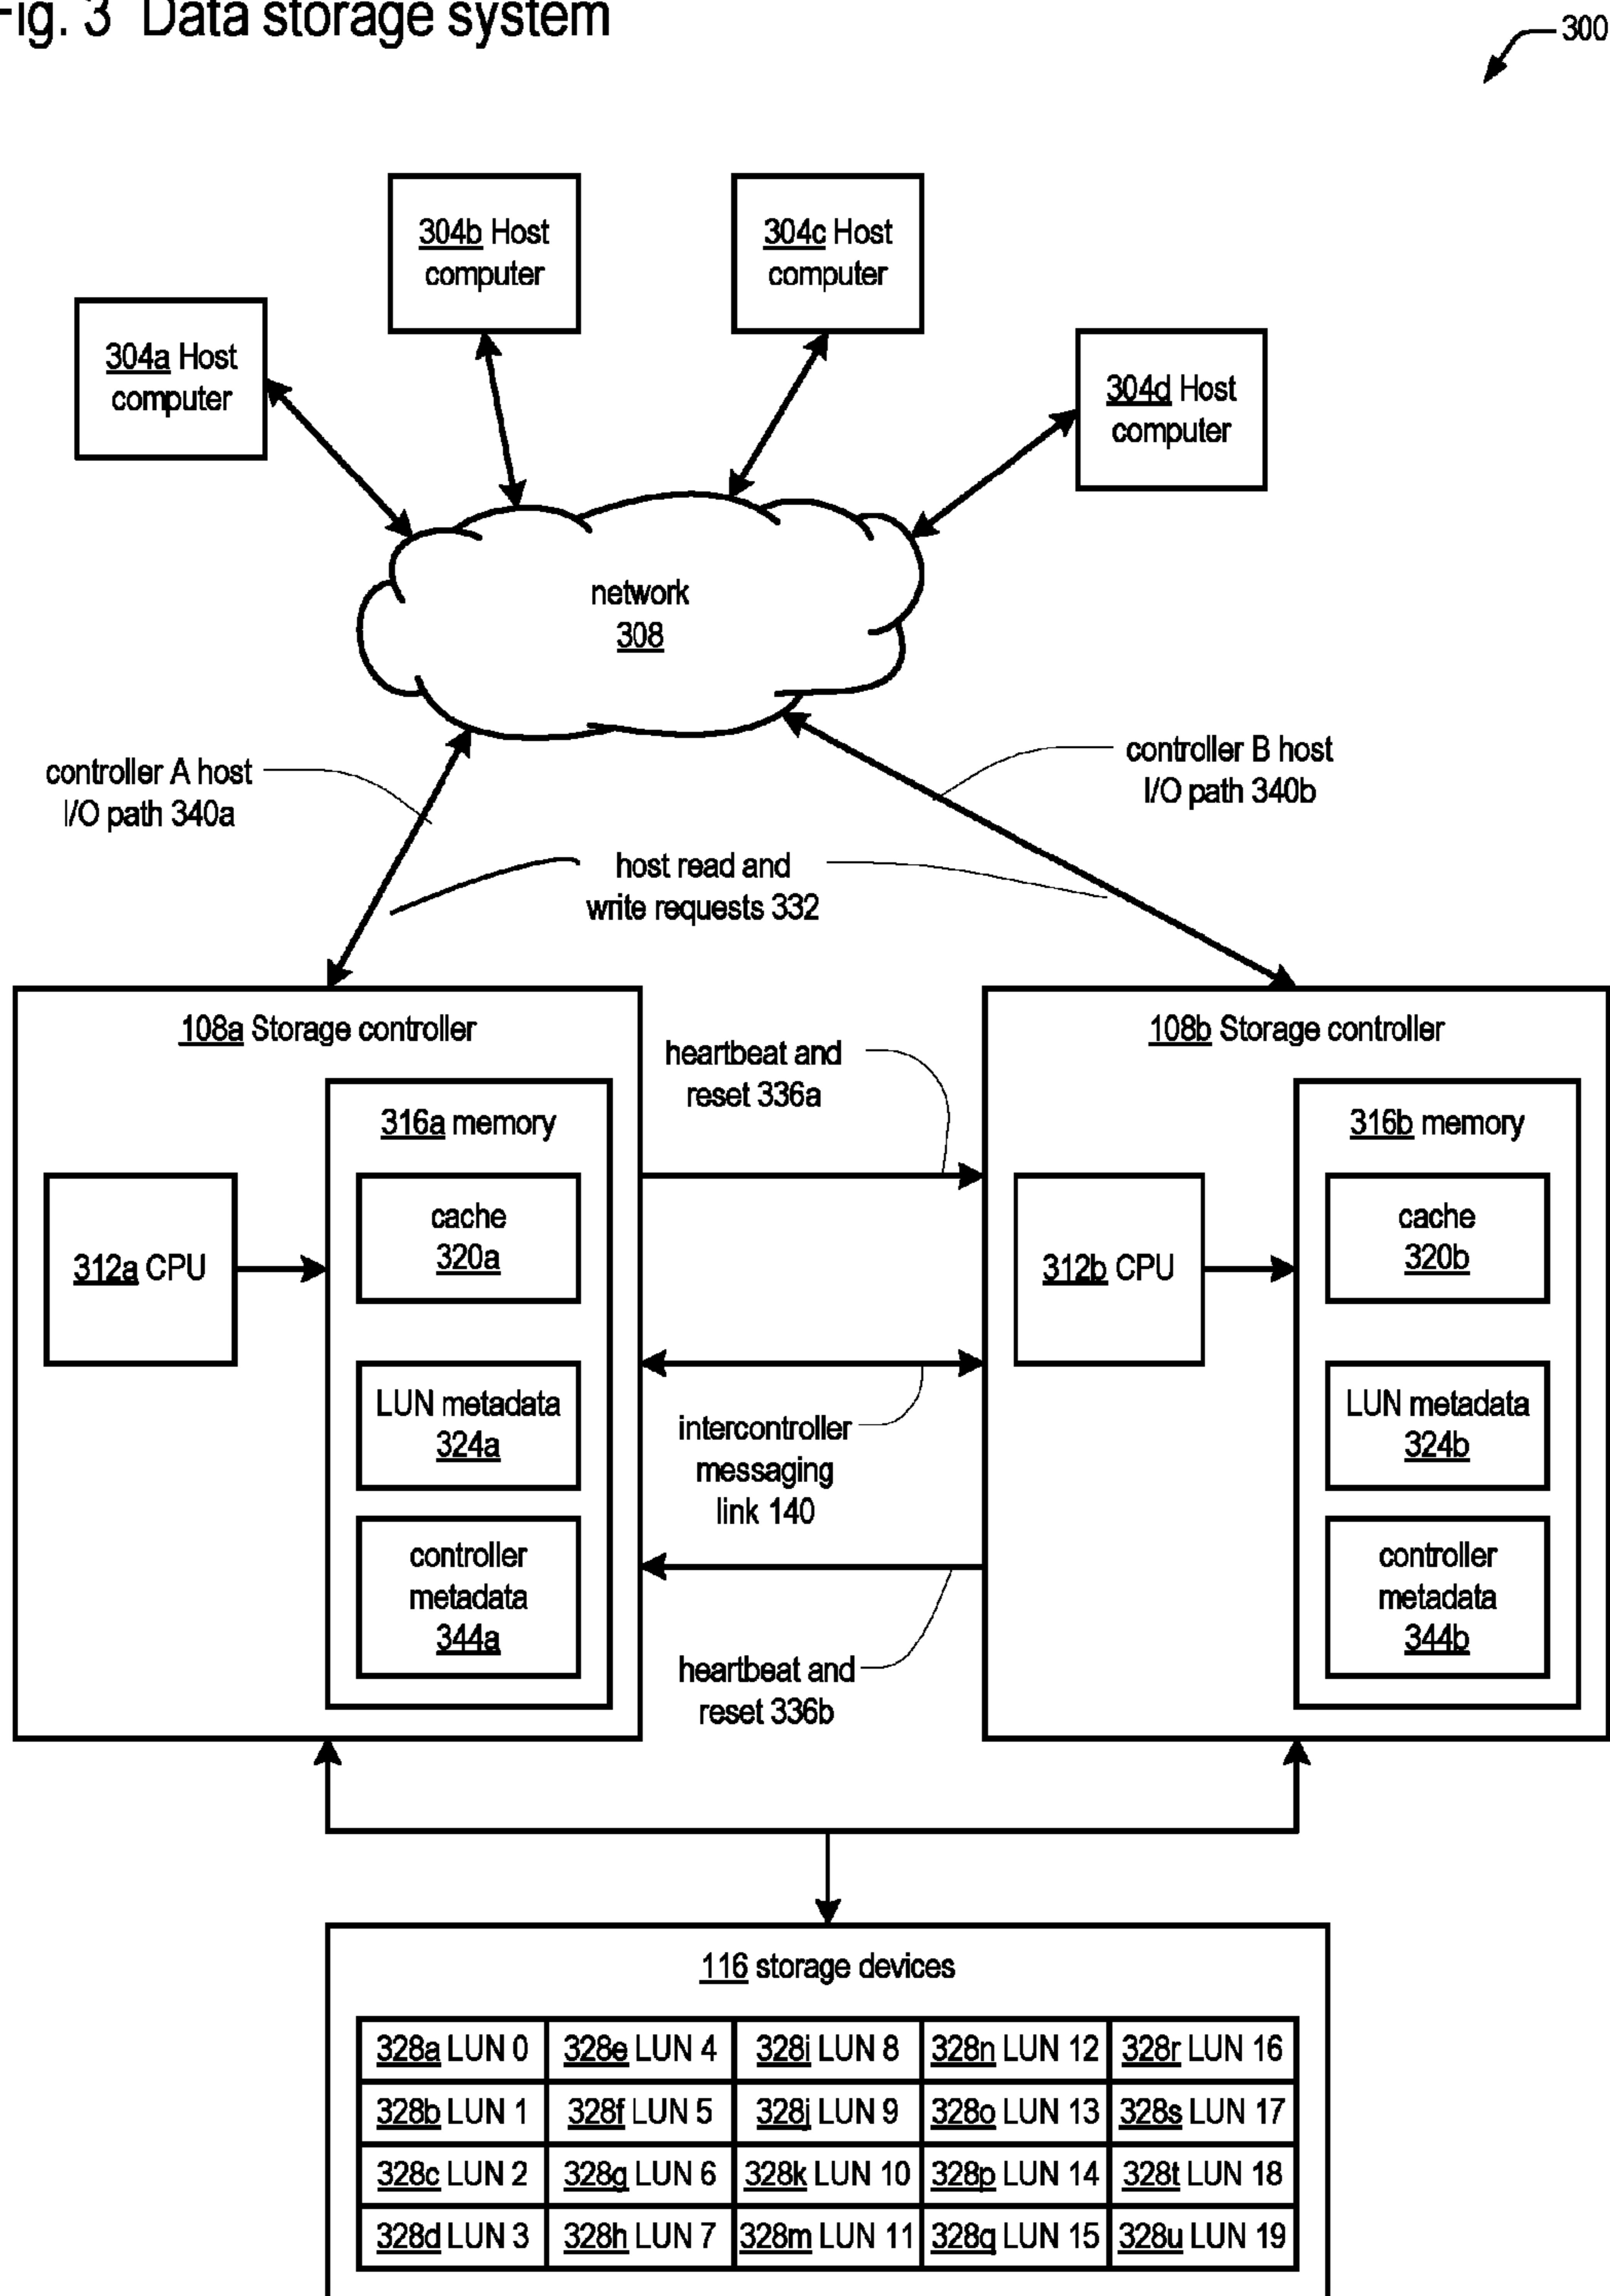 Fig. 3 Data storage system
300
304b Host
computer
304c Host
computer
304a Host
computer
304d Host
computer
network
308
controller A host
I/O path 340a
controller B host
I/O path 340b
host read and
write requests 332
108a Storage controller
316a memory
312a CPU
cache
320a
LUN metadata
324a
controller
metadata
344a
heartbeat and
reset 336a
intercontroller
messaging
link 140
heartbeat and
reset 336b
108b Storage controller
316b memory
312b CPU
cache
320b
LUN metadata
324b
controller
metadata
344b
116 storage devices
328a LUN 0 328e LUN 4 328i LUN 8 328n LUN 12 328r LUN 16
328b LUN 1 328f LUN 5 328j LUN 9 328o LUN 13 328s LUN 17
328c LUN 2 328g LUN 6 328k LUN 10 328p LUN 14 328t LUN 18
328d LUN 3 328h LUN 7 328m LUN 11 328q LUN 15 328u LUN 19